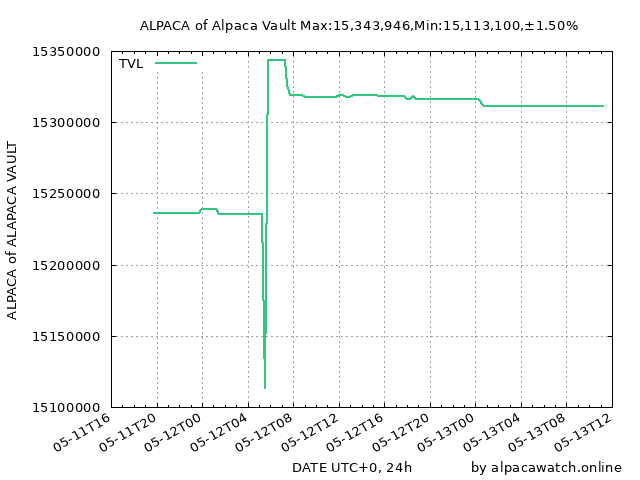 ALPACA of Alpaca Vault Max:15,343,946,Min:15,113,100,±1.50%
TVL
15350000
15300000
15250000
15200000
15150000
15100000
ALPACA of ALAPACA VAULT
05-11T16
05-11T20
05-12T00
05-12T04
05-12T08
05-12T12
05-12T16
05-12T20
05-13T00
05-13T04
05-13T08
05-13T12
DATE UTC+0, 24h
by alpacawatch.online